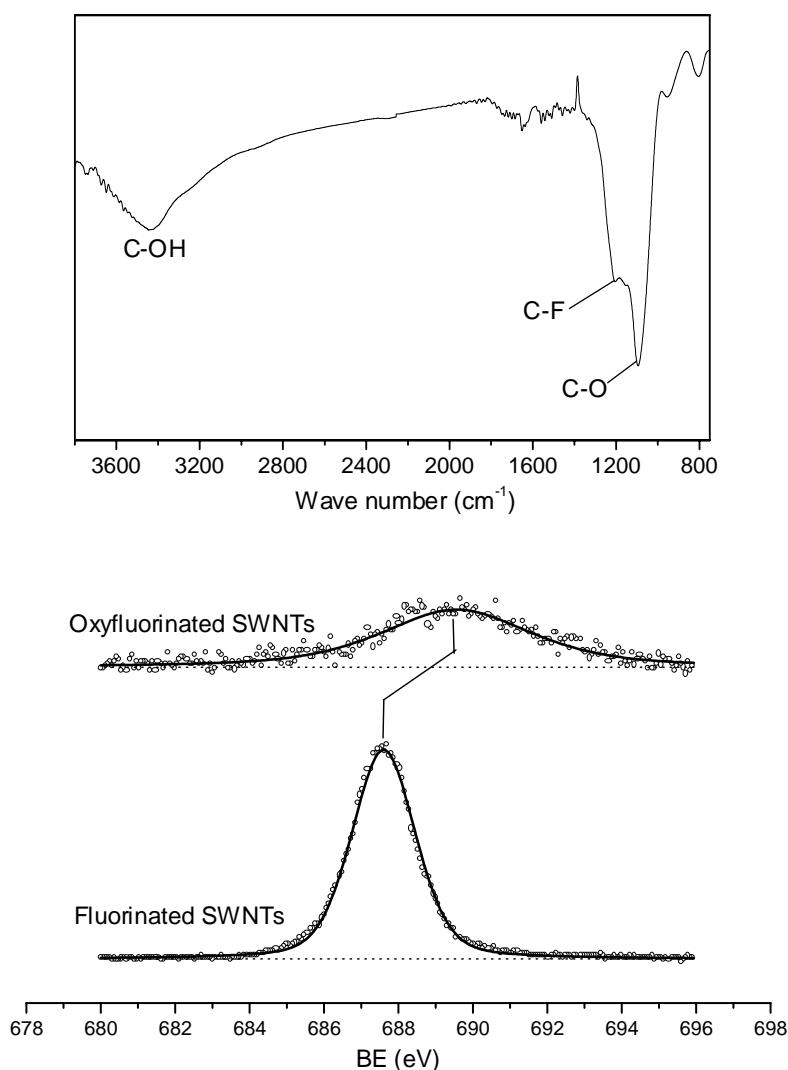 C-OH
C-F
C-O
3600 3200 2800 2400 2000 1600 1200 800
Wave number (cm⁻¹)
Oxyfluorinated SWNTs
Fluorinated SWNTs
678 680 682 684 686 688 690 692 694 696 698
BE (eV)